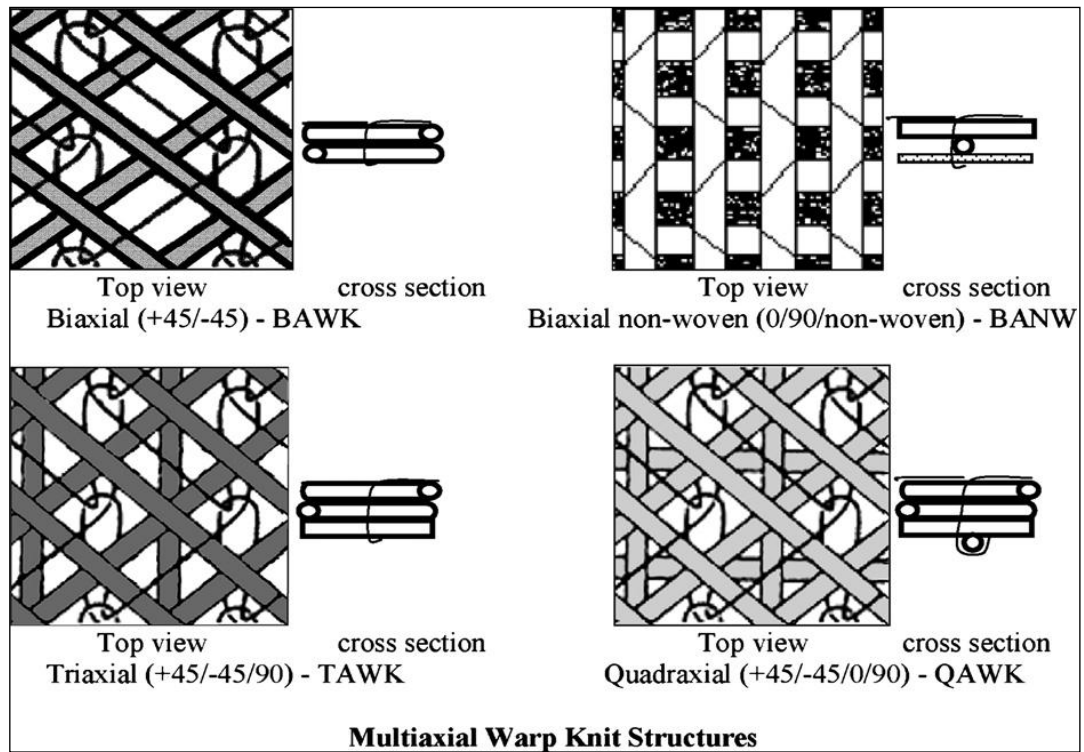 Top view cross section
Biaxial (+45/-45) - BAWK
Top view cross section
Biaxial non-woven (0/90/non-woven) - BANW
Top view cross section
Triaxial (+45/-45/90) - TAWK
Top view cross section
Quadraxial (+45/-45/0/90) - QAWK
Multiaxial Warp Knit Structures